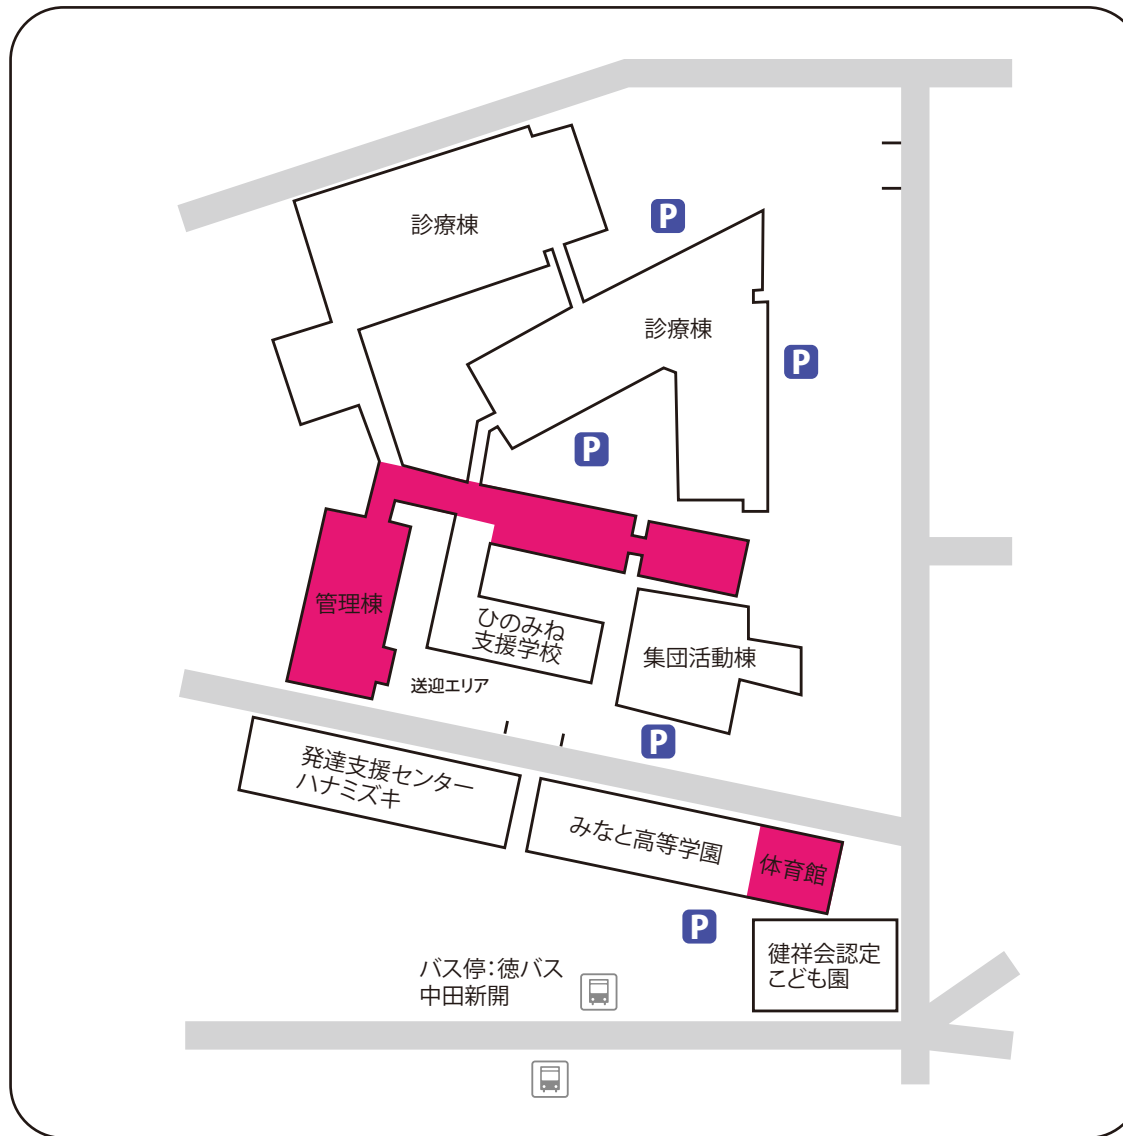 診療棟
P
診療棟
P
P
管理棟
ひのみね
支援学校
集団活動棟
送迎エリア
P
発達支援センター
ハナミズキ
みなと高等学園
体育館
P
健祥会認定
こども園
バス停：徳バス
中田新開